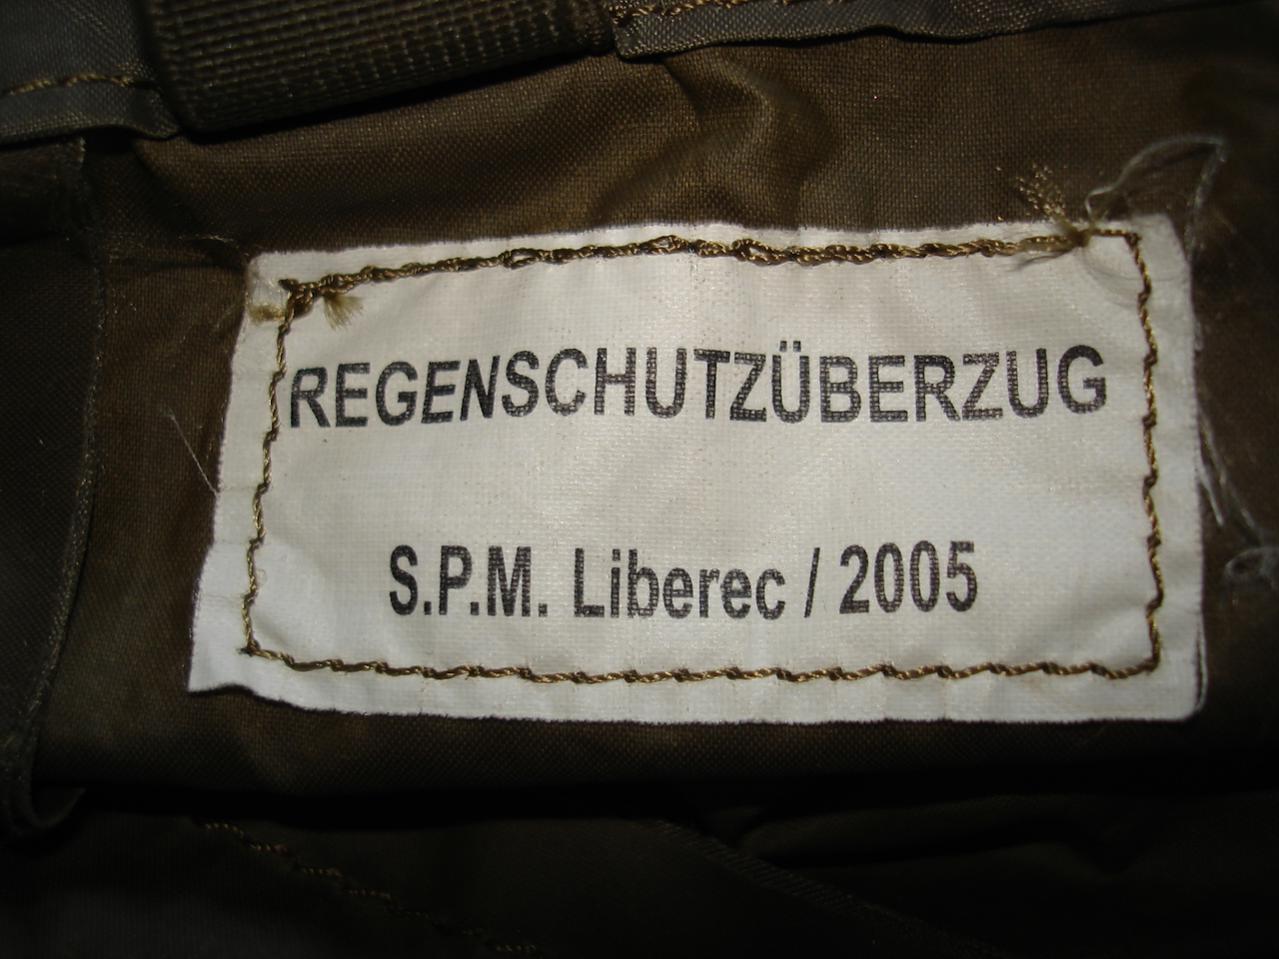 REGENSCHUTZÜBERZUG
S.P.M. Liberec / 2005